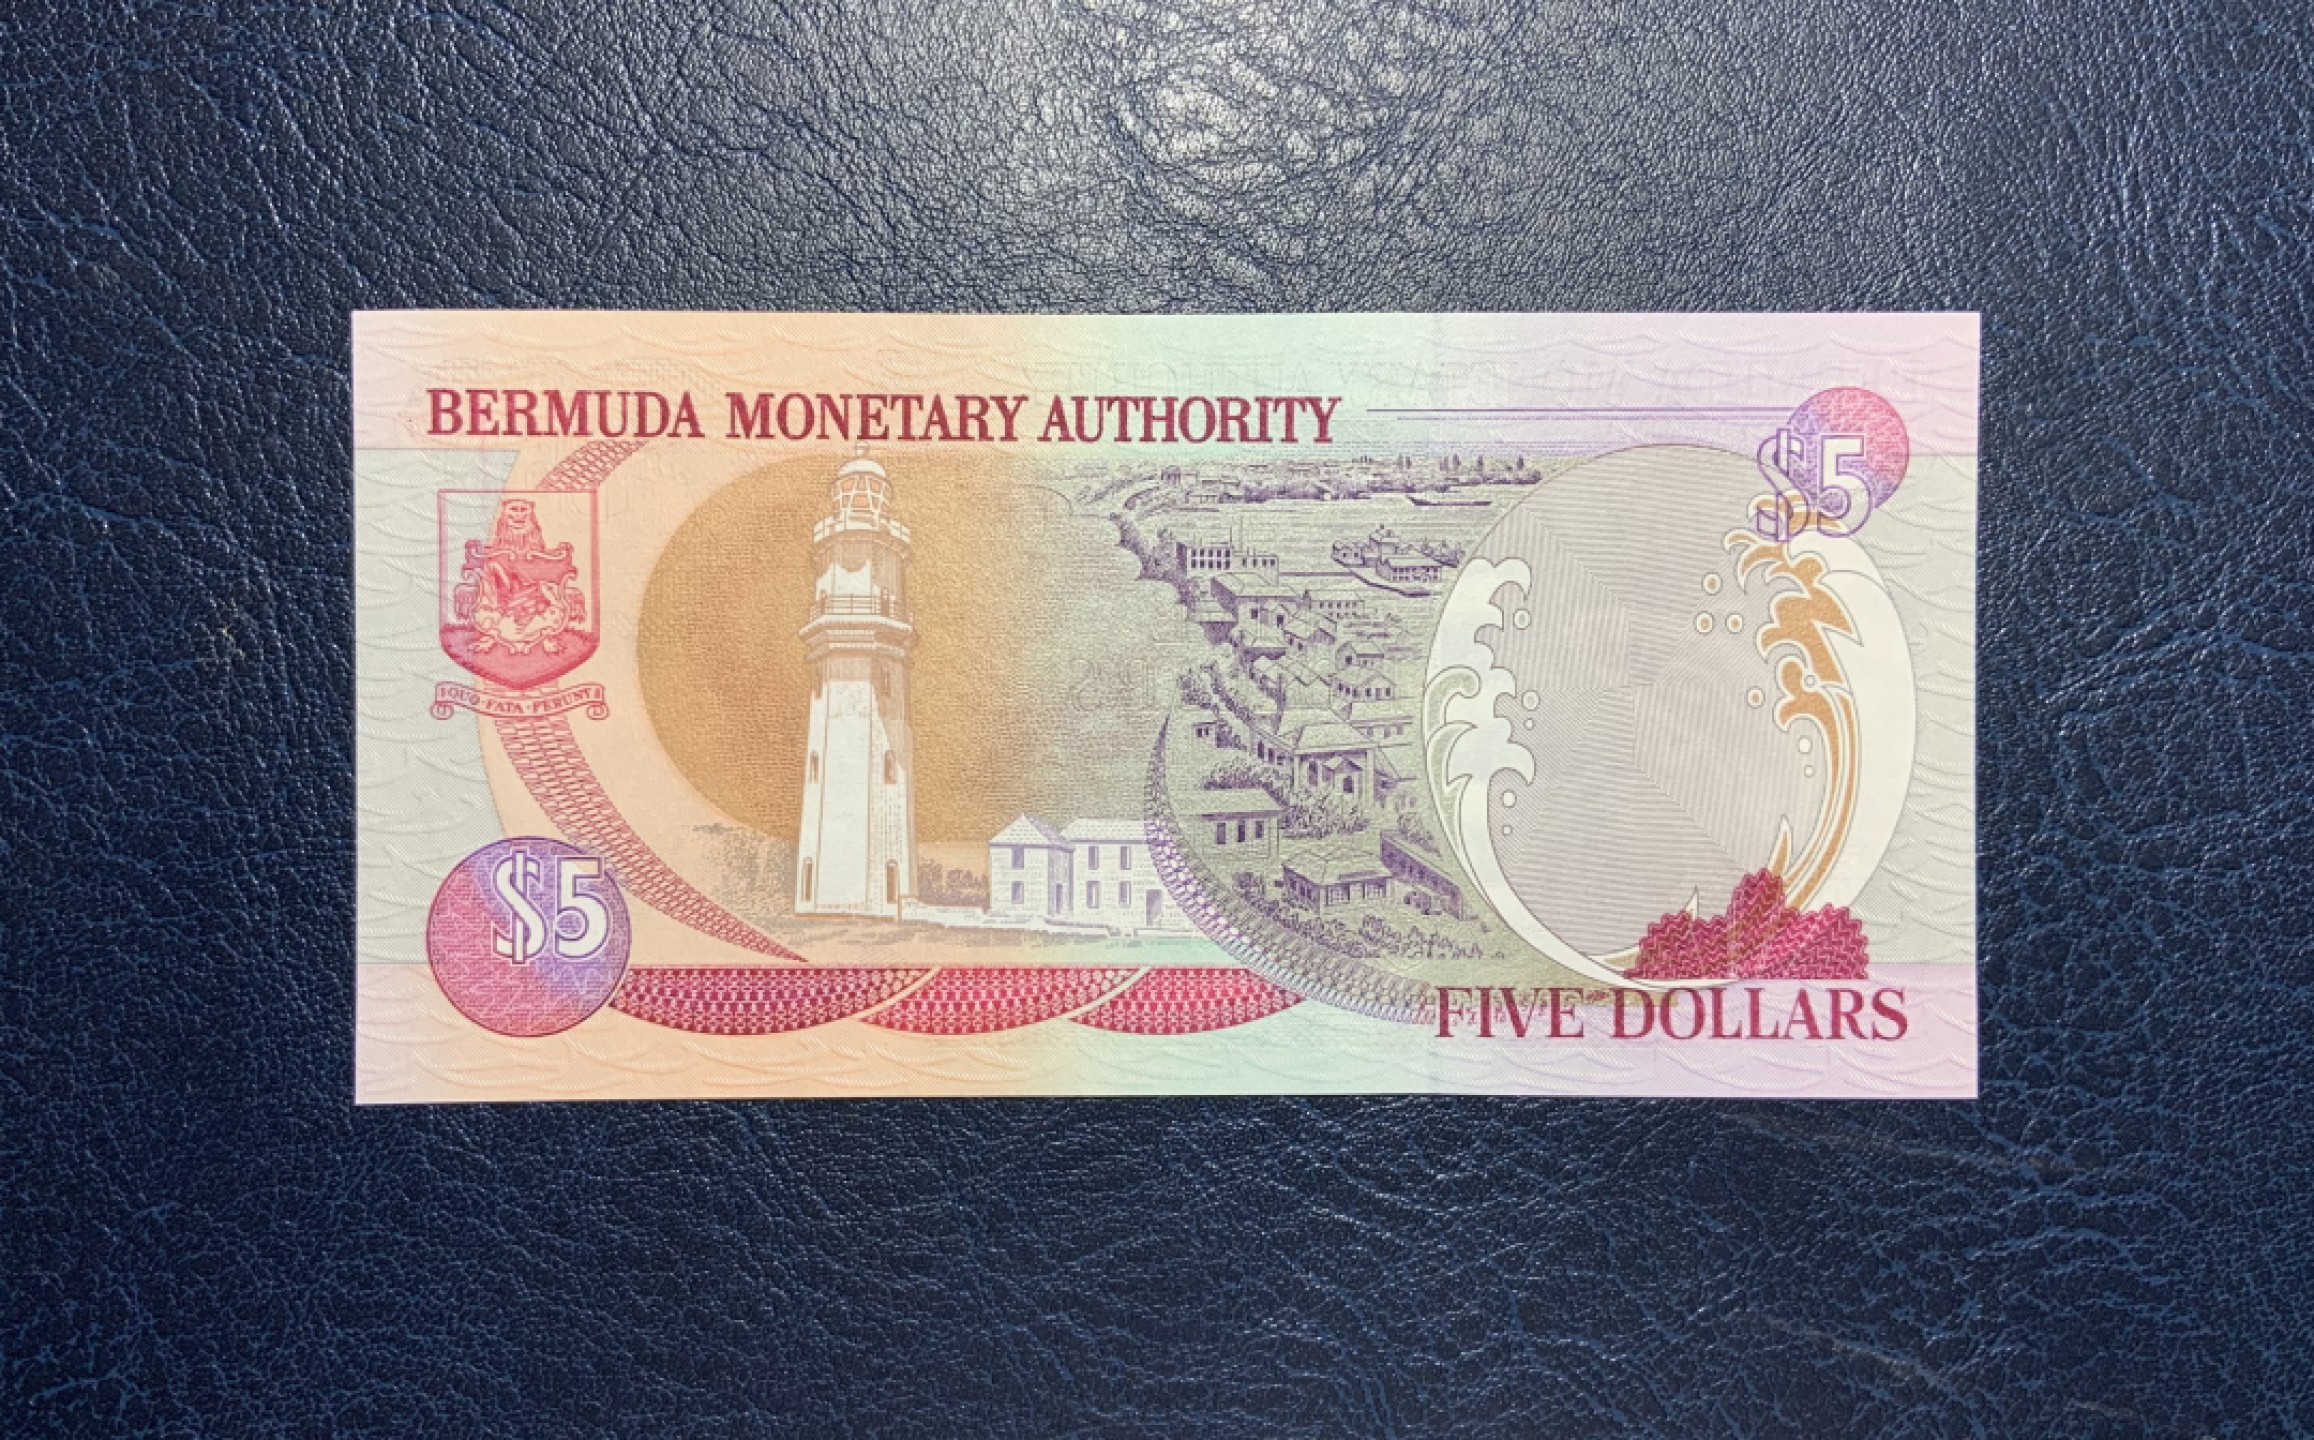 BERMUDA MONETARY AUTHORITY
$5
QUO · FATA · FERUNT
$5
FIVE DOLLARS